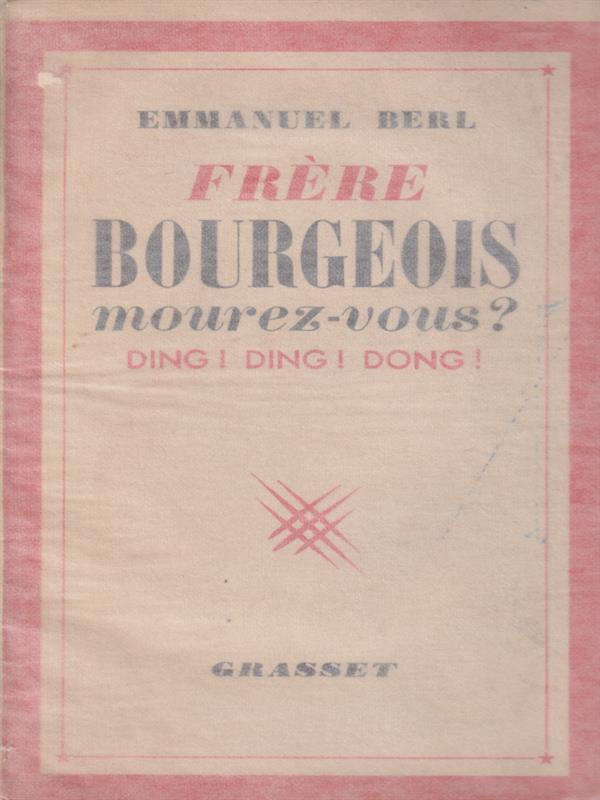 EMMANUEL BERL
FRÈRE
BOURGEOIS
mourez-vous?
DING! DING! DONG!
GRASSET